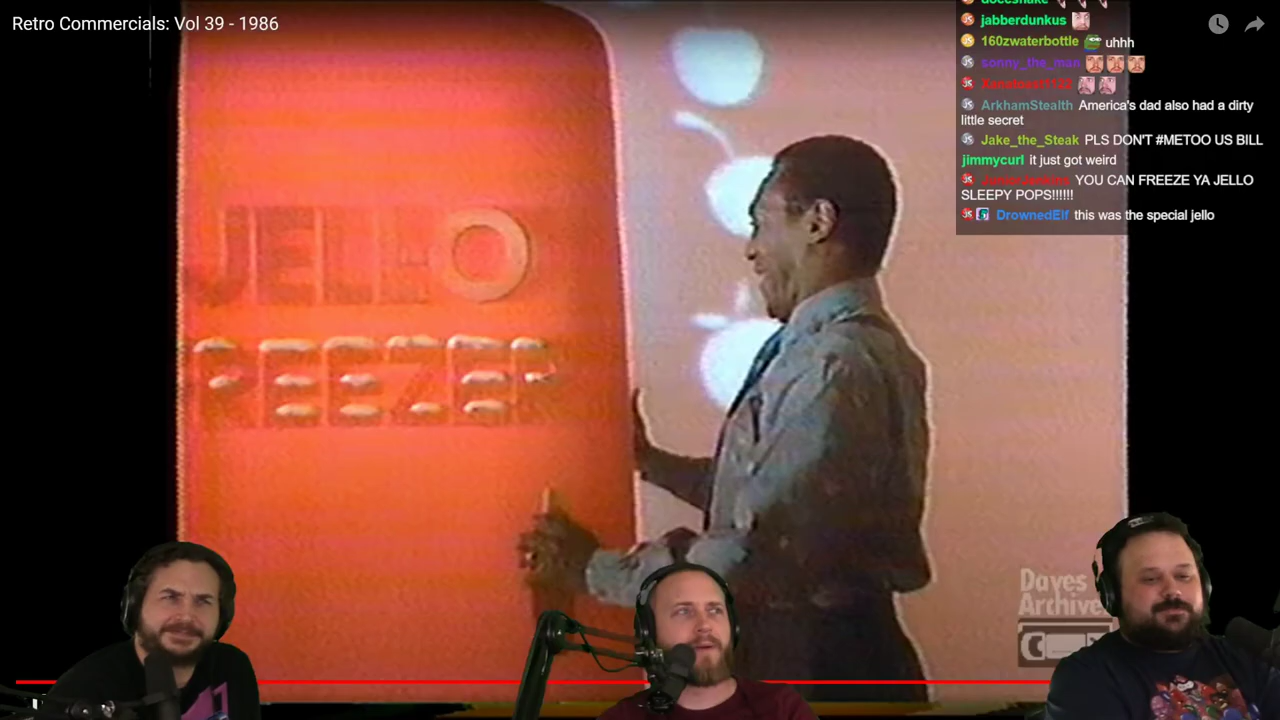 Retro Commercials: Vol 39 - 1986
JELL-O
jabberdunkus
160zwaterbottle uhhh
sonny_the_man
ArkhamStealth America's dad also had a dirty
little secret
Jake_the_Steak PLS DON'T #METOO US BILL
jimmycurl it just got weird
YOU CAN FREEZE YA JELLO
SLEEPY POPS!!!!!!
DrownedElf this was the special jello
Daves